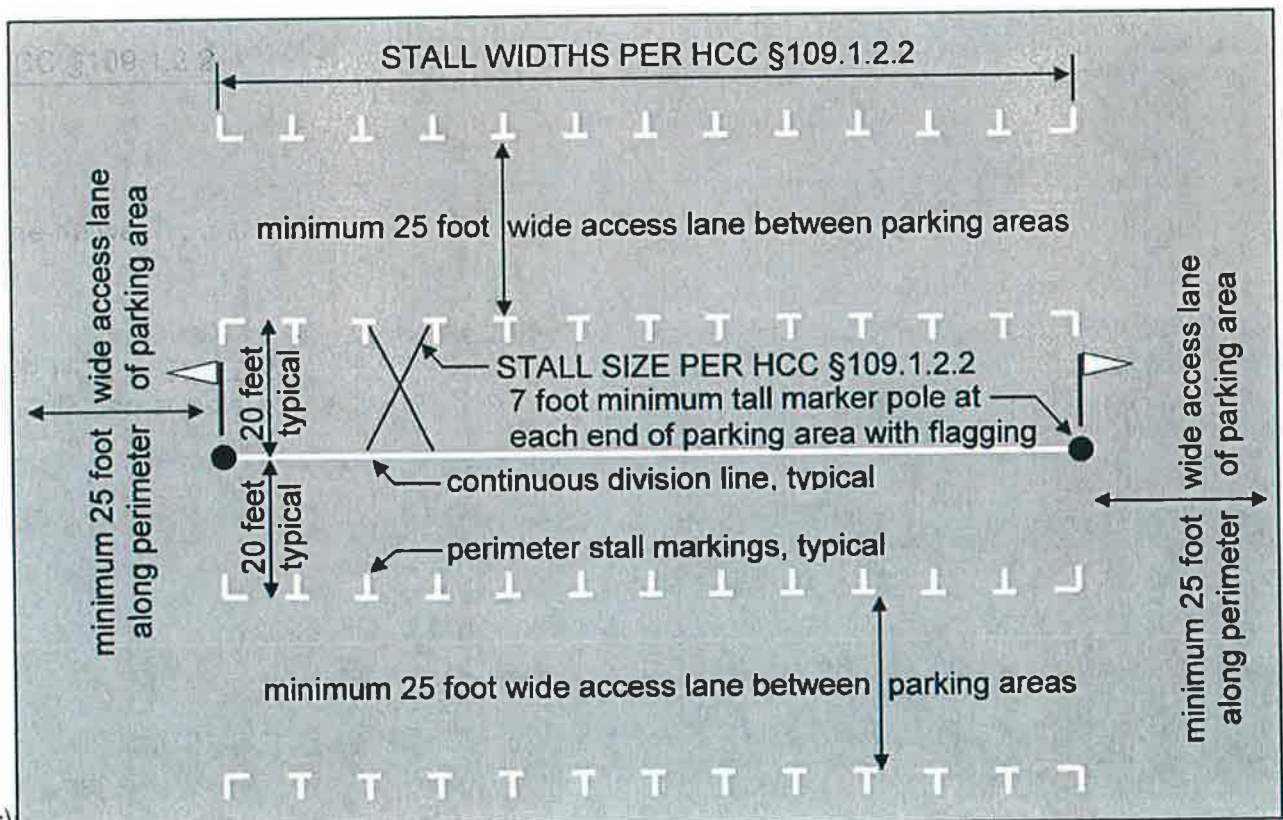 STALL WIDTHS PER HCC §109.1.2.2
minimum 25 foot wide access lane between parking areas
minimum 25 foot wide access lane
along perimeter of parking area
20 feet
typical
STALL SIZE PER HCC §109.1.2.2
7 foot minimum tall marker pole at
each end of parking area with flagging
continuous division line, typical
20 feet
typical
perimeter stall markings, typical
minimum 25 foot wide access lane
along perimeter of parking area
minimum 25 foot wide access lane between parking areas